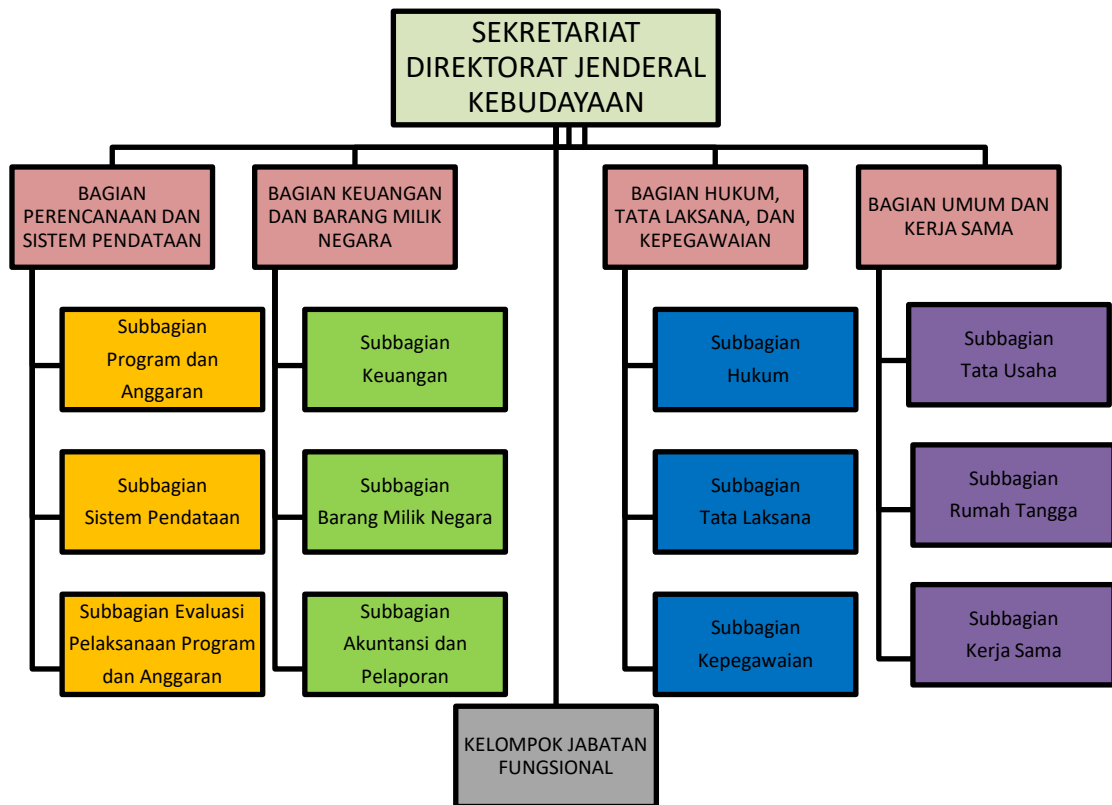 SEKRETARIAT
DIREKTORAT JENDERAL
KEBUDAYAAN
BAGIAN
PERENCANAAN DAN
SISTEM PENDATAAN
BAGIAN KEUANGAN
DAN BARANG MILIK
NEGARA
BAGIAN HUKUM,
TATA LAKSANA, DAN
KEPEGAWAIAN
BAGIAN UMUM DAN
KERJA SAMA
Subbagian
Program dan
Anggaran
Subbagian
Keuangan
Subbagian
Hukum
Subbagian
Tata Usaha
Subbagian
Sistem Pendataan
Subbagian
Barang Milik Negara
Subbagian
Tata Laksana
Subbagian
Rumah Tangga
Subbagian Evaluasi
Pelaksanaan Program
dan Anggaran
Subbagian
Akuntansi dan
Pelaporan
Subbagian
Kepegawaian
Subbagian
Kerja Sama
KELOMPOK JABATAN
FUNGSIONAL